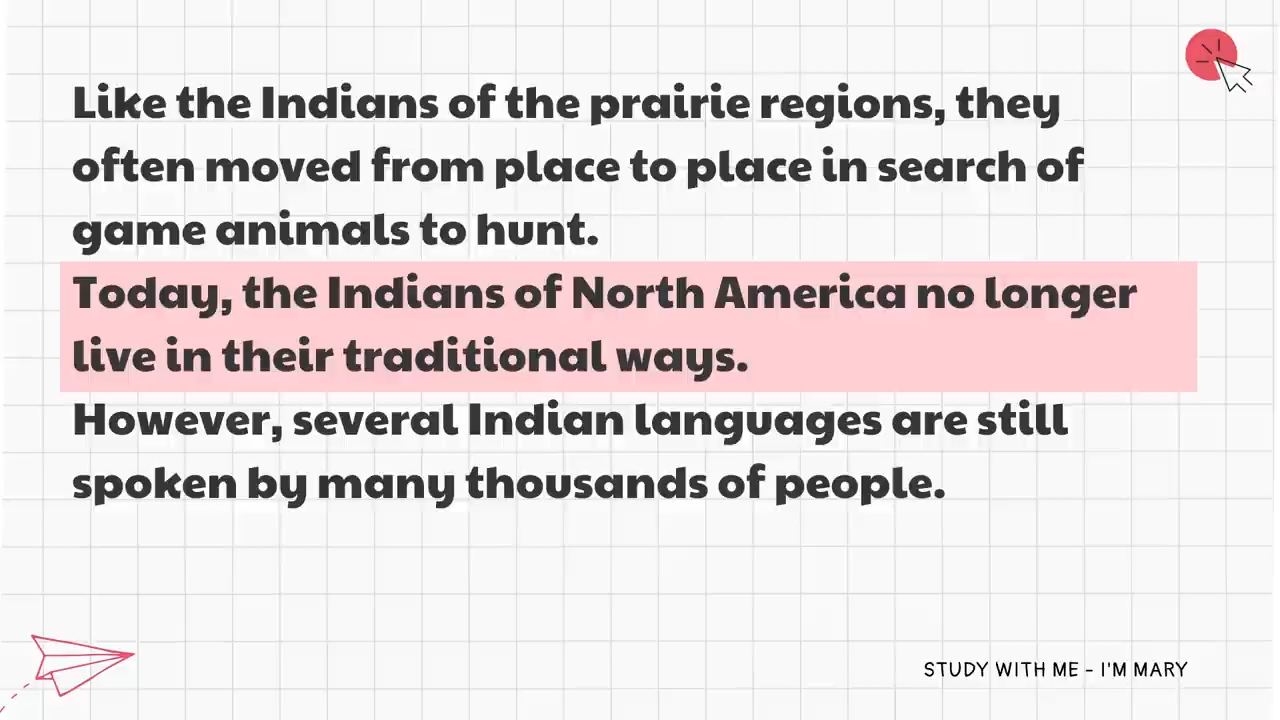 Like the Indians of the prairie regions, they
often moved from place to place in search of
game animals to hunt.
Today, the Indians of North America no longer
live in their traditional ways.
However, several Indian languages are still
spoken by many thousands of people.
STUDY WITH ME - I'M MARY